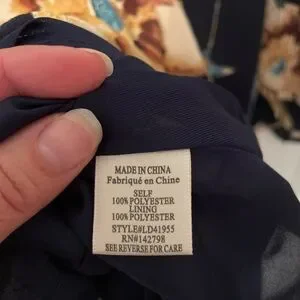 MADE IN CHINA
Fabriqué en Chine
SELF
100% POLYESTER
LINING
100% POLYESTER
STYLE#LD41955
RN#142798
SEE REVERSE FOR CARE